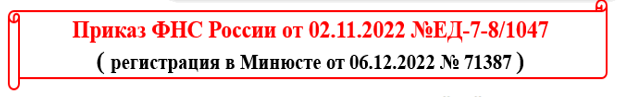 Приказ ФНС России от 02.11.2022 №ЕД-7-8/1047
( регистрация в Минюсте от 06.12.2022 № 71387 )